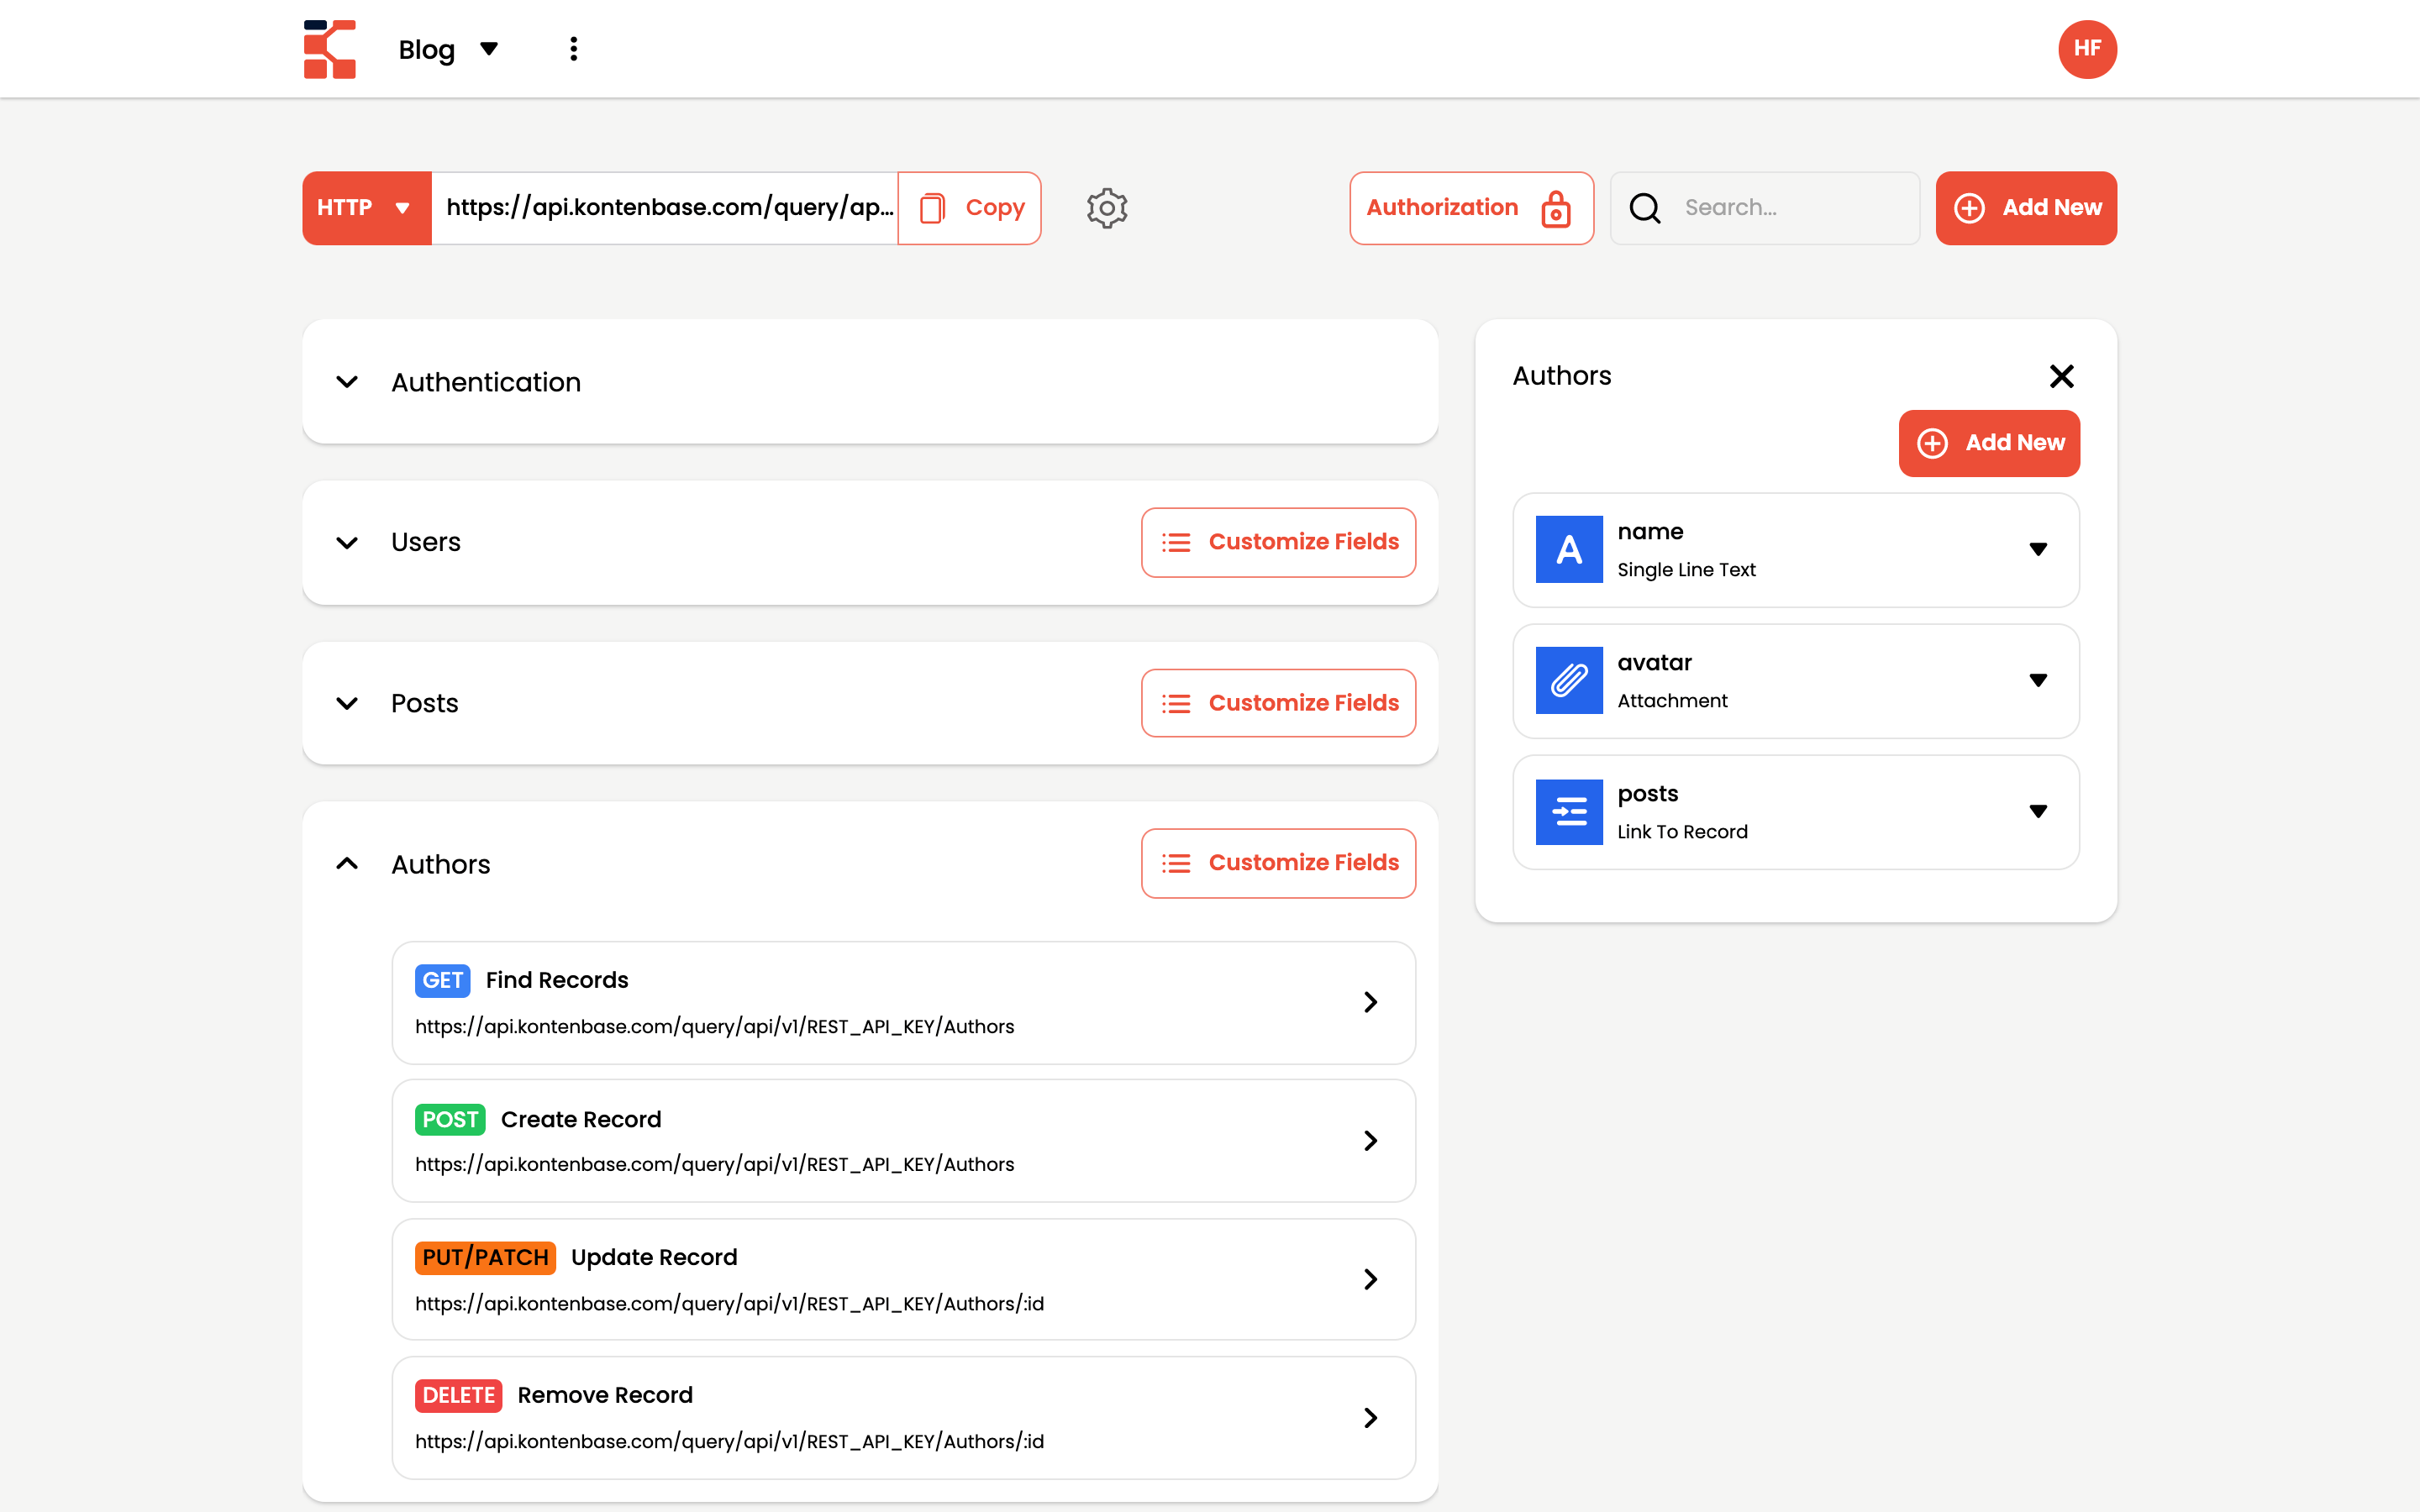 Blog
HF
HTTP
https://api.kontenbase.com/query/ap...
Copy
Authorization
Search...
Add New
Authentication
Users
Customize Fields
Posts
Customize Fields
Authors
Customize Fields
GET Find Records
https://api.kontenbase.com/query/api/v1/REST_API_KEY/Authors
POST Create Record
https://api.kontenbase.com/query/api/v1/REST_API_KEY/Authors
PUT/PATCH Update Record
https://api.kontenbase.com/query/api/v1/REST_API_KEY/Authors/:id
DELETE Remove Record
https://api.kontenbase.com/query/api/v1/REST_API_KEY/Authors/:id
Authors
Add New
A
name
Single Line Text
avatar
Attachment
posts
Link To Record